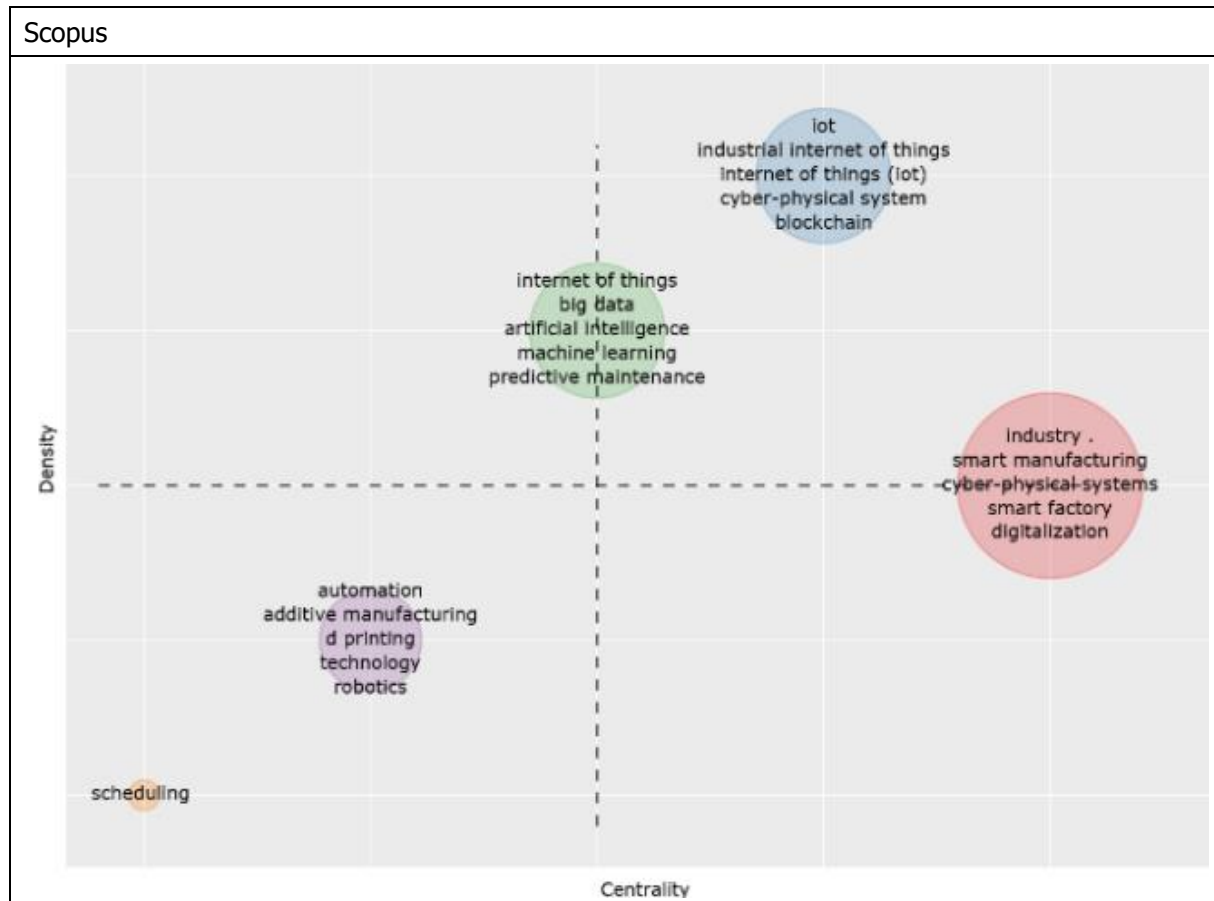 Scopus
iot
industrial internet of things
internet of things (iot)
cyber-physical system
blockchain
internet of things
big data
artificial intelligence
machine learning
predictive maintenance
industry .
smart manufacturing
cyber-physical systems
smart factory
digitalization
Density
automation
additive manufacturing
d printing
technology
robotics
scheduling
Centrality